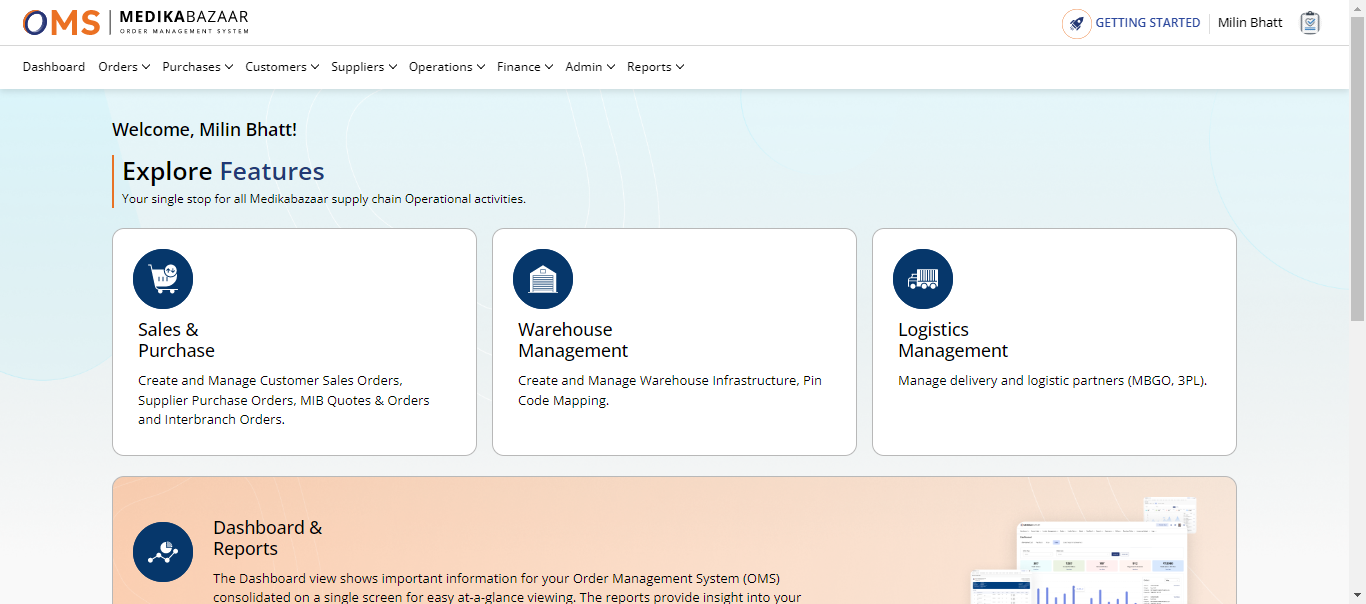 OMS MEDIKABAZAAR
ORDER MANAGEMENT SYSTEM
GETTING STARTED
Milin Bhatt
Dashboard Orders Purchases Customers Suppliers Operations Finance Admin Reports
Welcome, Milin Bhatt!
Explore Features
Your single stop for all Medikabazaar supply chain Operational activities.
Sales &
Purchase
Create and Manage Customer Sales Orders,
Supplier Purchase Orders, MIB Quotes & Orders
and Interbranch Orders.
Warehouse
Management
Create and Manage Warehouse Infrastructure, Pin
Code Mapping.
Logistics
Management
Manage delivery and logistic partners (MBGO, 3PL).
Dashboard &
Reports
The Dashboard view shows important information for your Order Management System (OMS)
consolidated on a single screen for easy at-a-glance viewing. The reports provide insight into your